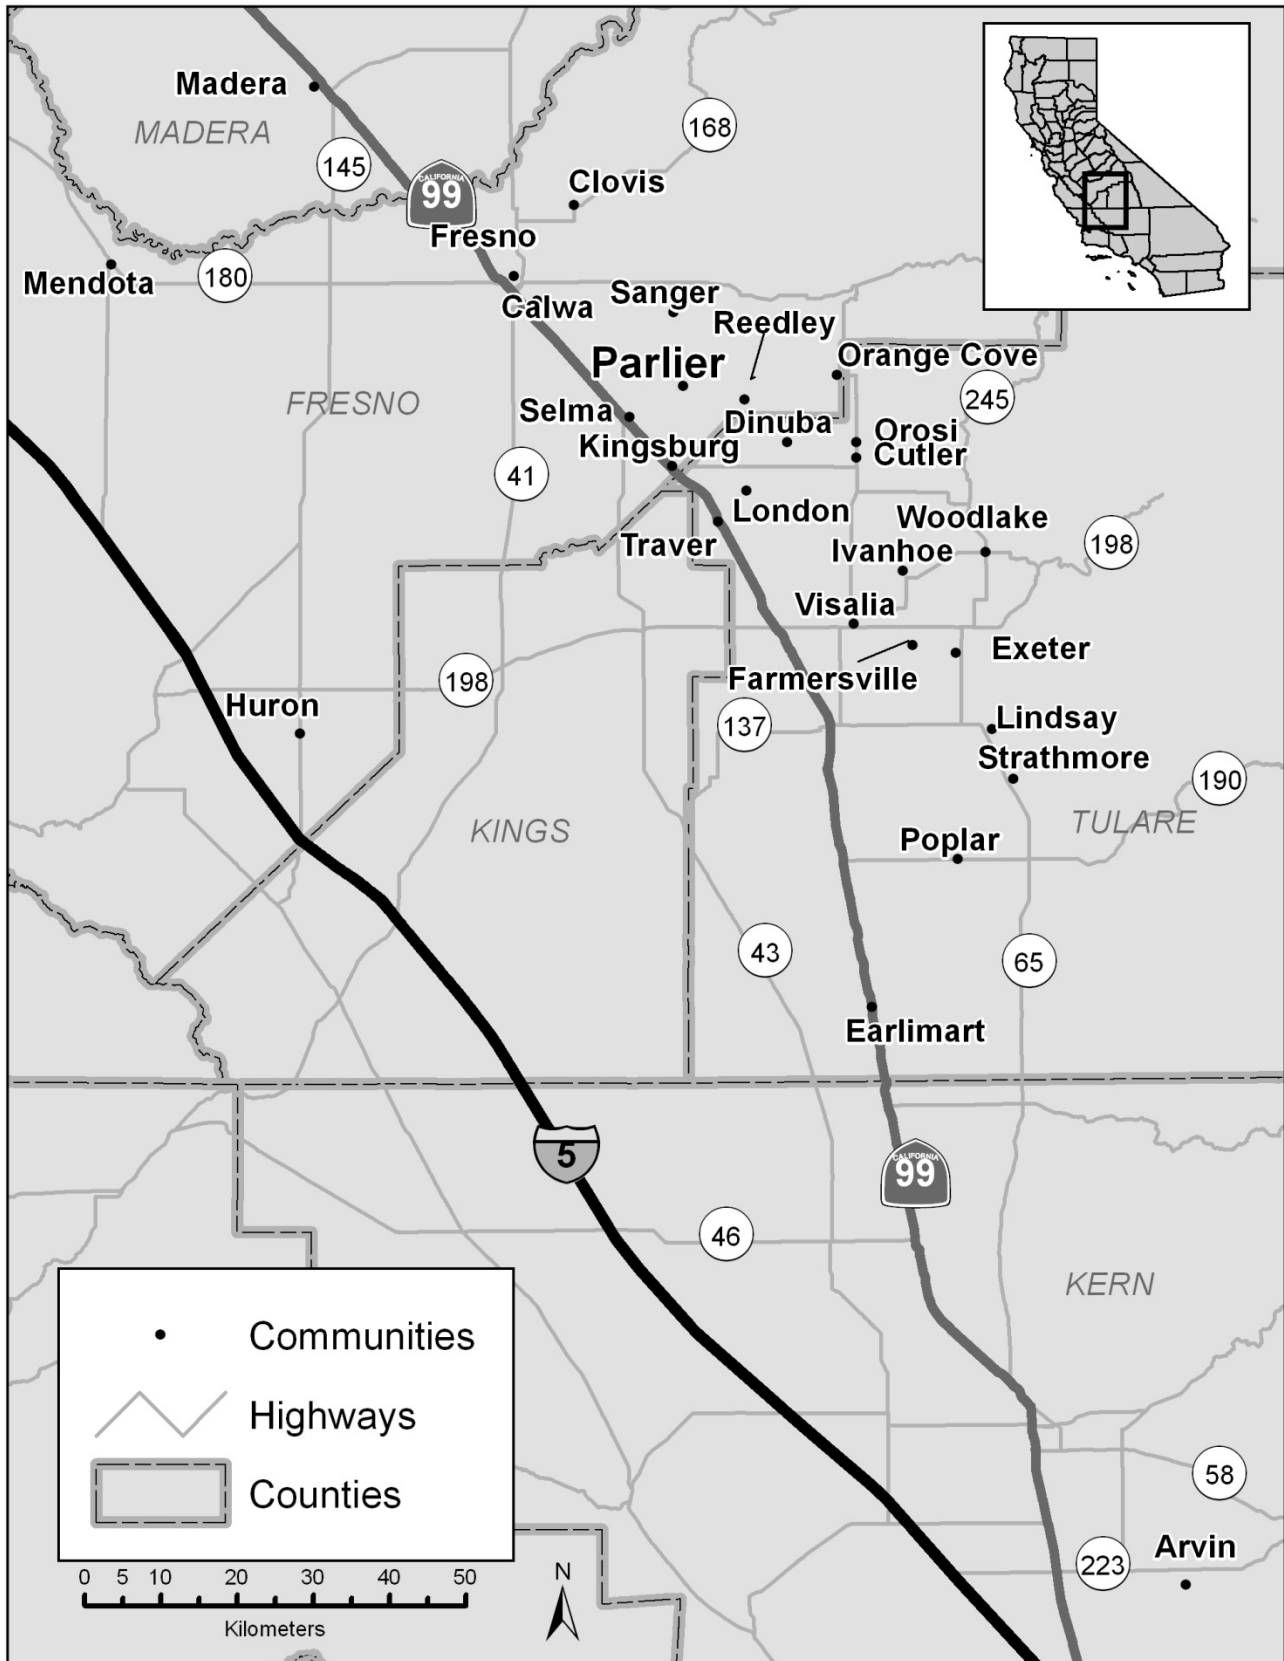 Madera
MADERA
168
145
CALIFORNIA
99
Clovis
Fresno
Mendota
180
Calwa
Sanger
Reedley
Parlier
Orange Cove
FRESNO
245
Selma
Dinuba
Orosi
Kingsburg
Cutler
41
London
Woodlake
Traver
Ivanhoe
198
Visalia
Exeter
198
Farmersville
Huron
137
Lindsay
Strathmore
190
KINGS
TULARE
Poplar
43
65
Earlimart
5
CALIFORNIA
99
46
KERN
Communities
Highways
Counties
58
223
Arvin
0 5 10 20 30 40 50
Kilometers
N